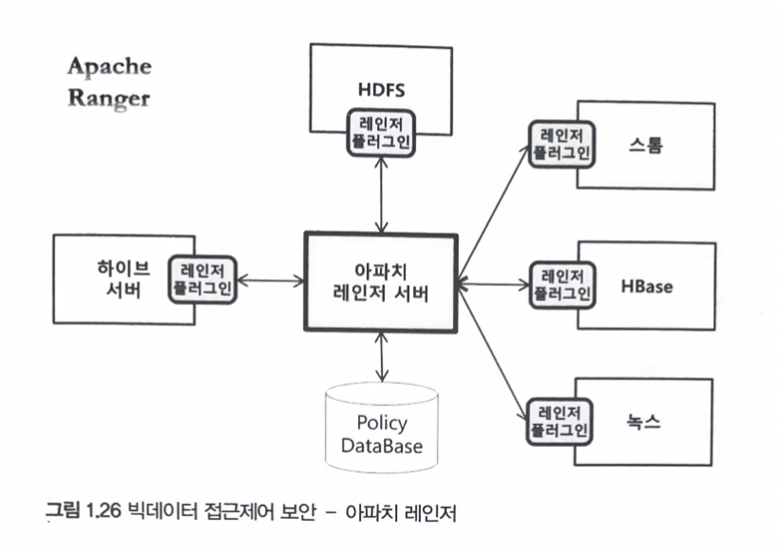 Apache
Ranger
HDFS
레인저
플러그인
레인저
플러그인
스톰
하이브
서버
레인저
플러그인
아파치
레인저 서버
레인저
플러그인
HBase
Policy
DataBase
레인저
플러그인
녹스
그림 1.26 빅데이터 접근제어 보안 – 아파치 레인저